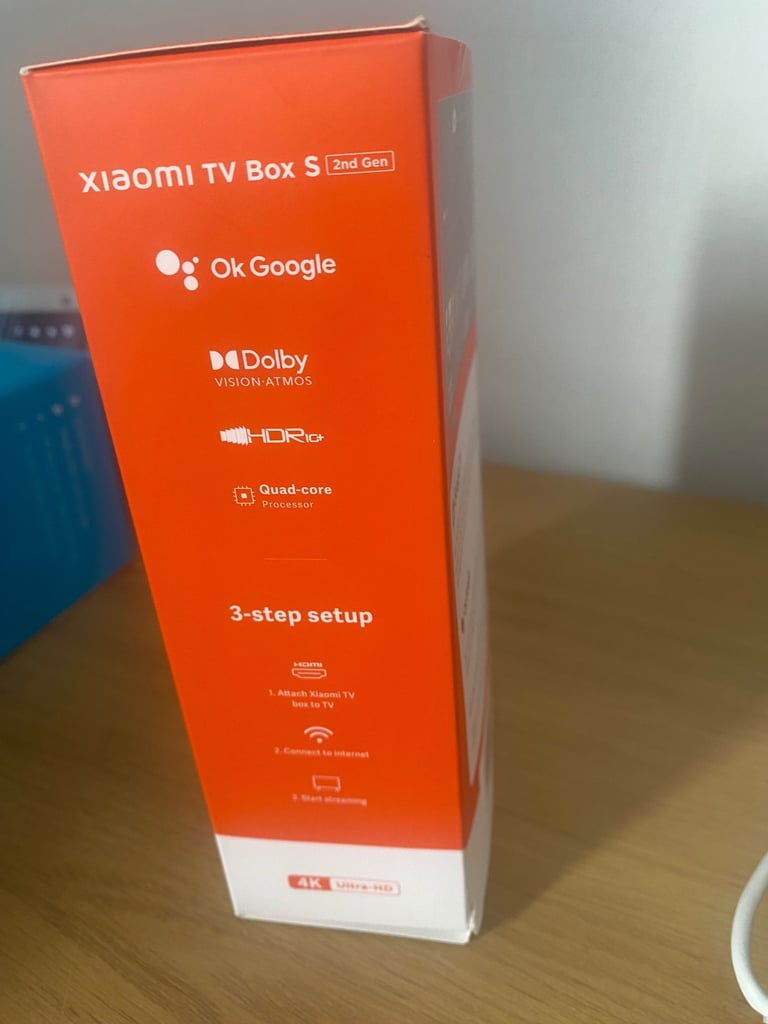 xiaomi TV Box S 2nd Gen
Ok Google
Dolby
VISION·ATMOS
HDR10+
Quad-core
Processor
3-step setup
HDMI
1. Attach Xiaomi TV
box to TV
2. Connect to internet
3. Start streaming
4K Ultra-HD